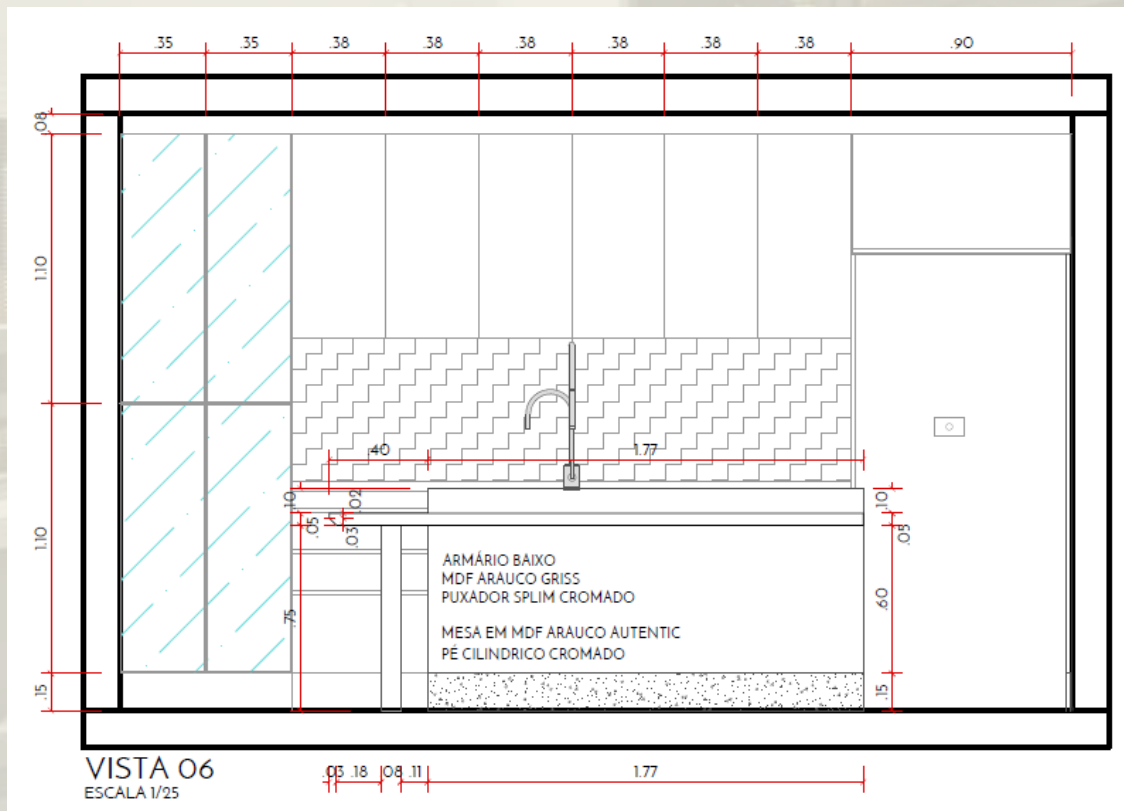 .35 .35 .38 .38 .38 .38 .38 .38 .90
.08
1.10
.40 1.77
.10 .02 .10
.05 .03 .05
1.10
ARMÁRIO BAIXO
MDF ARAUCO GRISS
PUXADOR SPLIM CROMADO
.75 .60
MESA EM MDF ARAUCO AUTENTIC
PÉ CILINDRICO CROMADO
.15 .15
VISTA 06
ESCALA 1/25
.03 .18 .08 .11 1.77